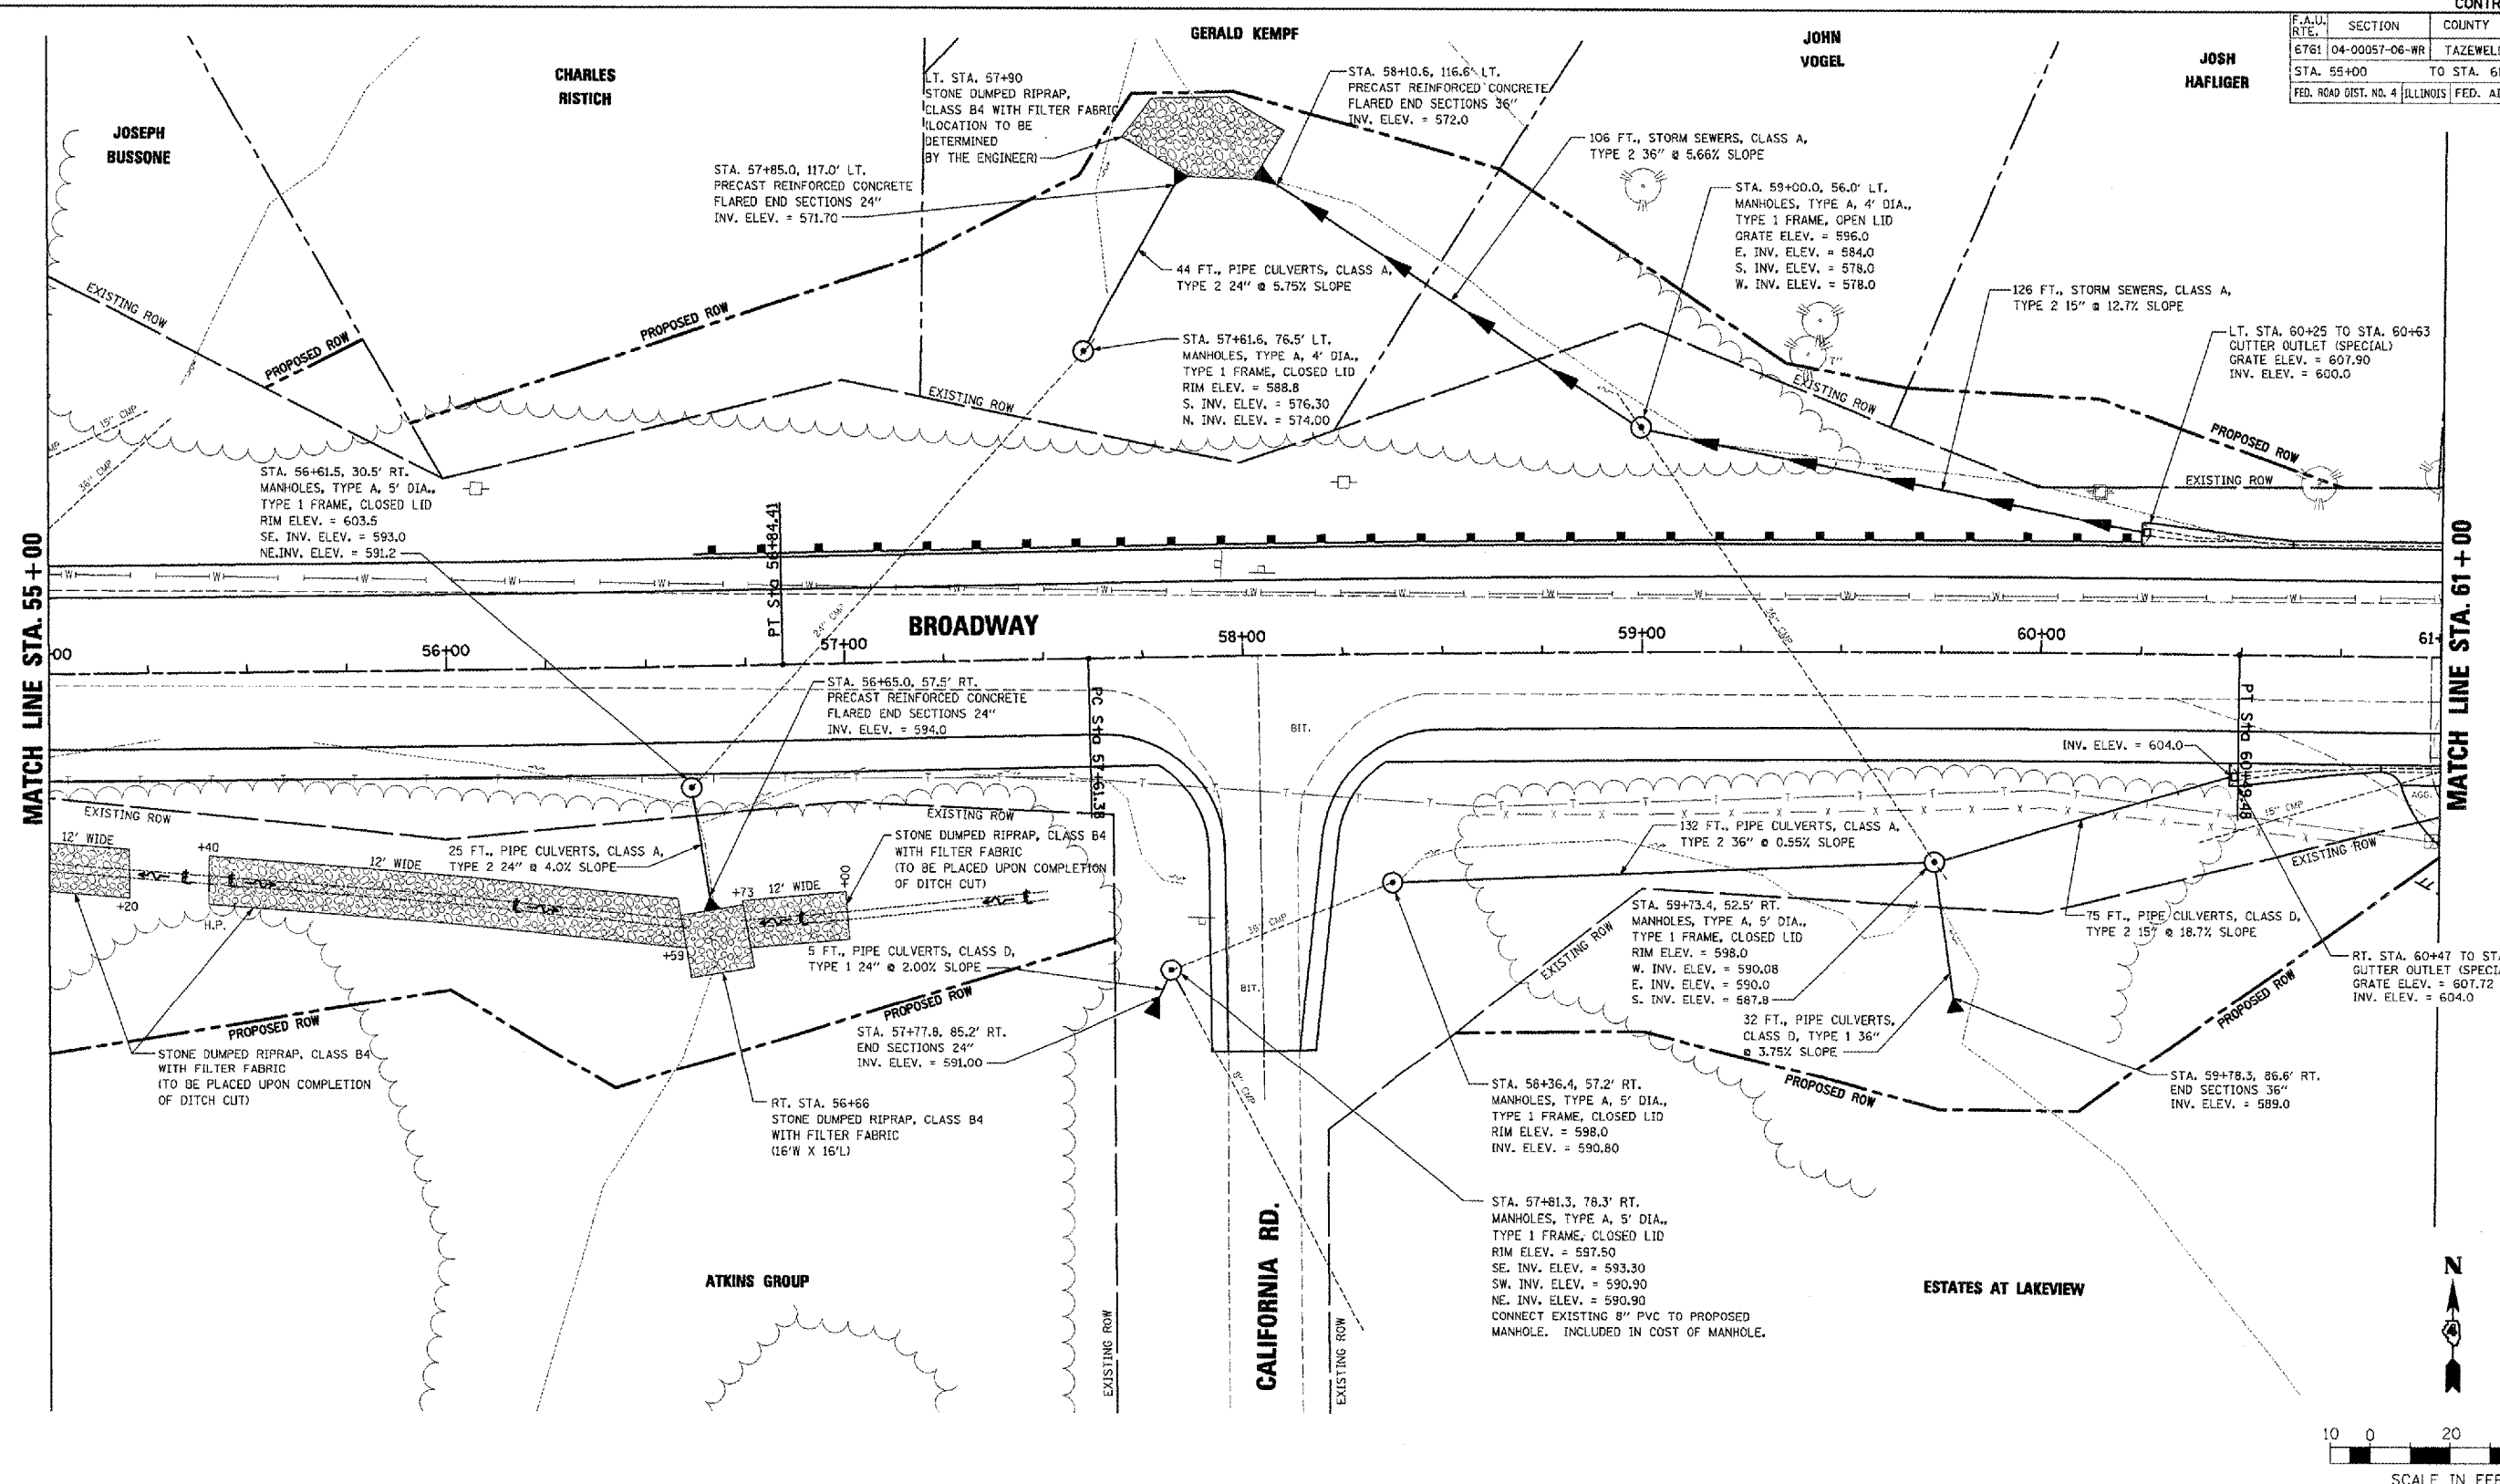 CONTR
F.A.U. RTE.
SECTION
COUNTY
6761
04-00057-06-WR
TAZEWELL
STA. 55+00 TO STA. 61
FED. ROAD DIST. NO. 4
ILLINOIS
FED. AI
GERALD KEMPF
JOHN
VOGEL
JOSH
HAFLIGER
CHARLES
RISTICH
JOSEPH
BUSSONE
LT. STA. 57+90
STONE DUMPED RIPRAP,
CLASS B4 WITH FILTER FABRIC
(LOCATION TO BE
DETERMINED
BY THE ENGINEER)
STA. 58+10.6, 116.6' LT.
PRECAST REINFORCED CONCRETE
FLARED END SECTIONS 36"
INV. ELEV. = 572.0
106 FT., STORM SEWERS, CLASS A,
TYPE 2 36" @ 5.66% SLOPE
STA. 57+85.0, 117.0' LT.
PRECAST REINFORCED CONCRETE
FLARED END SECTIONS 24"
INV. ELEV. = 571.70
STA. 59+00.0, 56.0' LT.
MANHOLES, TYPE A, 4' DIA.,
TYPE 1 FRAME, OPEN LID
GRATE ELEV. = 596.0
E. INV. ELEV. = 584.0
S. INV. ELEV. = 578.0
W. INV. ELEV. = 578.0
44 FT., PIPE CULVERTS, CLASS A,
TYPE 2 24" @ 5.75% SLOPE
126 FT., STORM SEWERS, CLASS A,
TYPE 2 15" @ 12.7% SLOPE
LT. STA. 60+25 TO STA. 60+63
GUTTER OUTLET (SPECIAL)
GRATE ELEV. = 607.90
INV. ELEV. = 600.0
STA. 57+61.6, 76.5' LT.
MANHOLES, TYPE A, 4' DIA.,
TYPE 1 FRAME, CLOSED LID
RIM ELEV. = 588.8
S. INV. ELEV. = 576.30
N. INV. ELEV. = 574.00
EXISTING ROW
PROPOSED ROW
PROPOSED ROW
EXISTING ROW
7"
EXISTING ROW
PROPOSED ROW
EXISTING ROW
15" CMP
MP
36" CMP
STA. 56+61.5, 30.5' RT.
MANHOLES, TYPE A, 5' DIA.,
TYPE 1 FRAME, CLOSED LID
RIM ELEV. = 603.5
SE. INV. ELEV. = 593.0
NE.INV. ELEV. = 591.2
PT Sta 56+84.41
MATCH LINE STA. 55+00
MATCH LINE STA. 61+00
W W W W W W W W W W W W W W W W
24" CMP
36" CMP
BROADWAY
00
56+00
57+00
58+00
59+00
60+00
61+
STA. 56+65.0, 57.5' RT.
PRECAST REINFORCED CONCRETE
FLARED END SECTIONS 24"
INV. ELEV. = 594.0
PC Sta 57+61.38
BIT.
INV. ELEV. = 604.0
PT Sta 60+49.48
AGG.
15" CMP
EXISTING ROW
EXISTING ROW
EXISTING ROW
12' WIDE
+40
12' WIDE
25 FT., PIPE CULVERTS, CLASS A,
TYPE 2 24" @ 4.0% SLOPE
STONE DUMPED RIPRAP, CLASS B4
WITH FILTER FABRIC
(TO BE PLACED UPON COMPLETION
OF DITCH CUT)
132 FT., PIPE CULVERTS, CLASS A,
TYPE 2 36" @ 0.55% SLOPE
+20
H.P.
+73
12' WIDE
+00
+59
36" CMP
BIT.
5 FT., PIPE CULVERTS, CLASS D,
TYPE 1 24" @ 2.00% SLOPE
EXISTING ROW
STA. 59+73.4, 52.5' RT.
MANHOLES, TYPE A, 5' DIA.,
TYPE 1 FRAME, CLOSED LID
RIM ELEV. = 598.0
W. INV. ELEV. = 590.08
E. INV. ELEV. = 590.0
S. INV. ELEV. = 587.8
75 FT., PIPE CULVERTS, CLASS D,
TYPE 2 15" @ 18.7% SLOPE
RT. STA. 60+47 TO STA
GUTTER OUTLET (SPECIA
GRATE ELEV. = 607.72
INV. ELEV. = 604.0
PROPOSED ROW
PROPOSED ROW
PROPOSED ROW
STA. 57+77.8, 85.2' RT.
END SECTIONS 24"
INV. ELEV. = 591.00
32 FT., PIPE CULVERTS,
CLASS D, TYPE 1 36"
@ 3.75% SLOPE
STONE DUMPED RIPRAP, CLASS B4
WITH FILTER FABRIC
(TO BE PLACED UPON COMPLETION
OF DITCH CUT)
8" CMP
PROPOSED ROW
STA. 59+78.3, 86.6' RT.
END SECTIONS 36"
INV. ELEV. = 589.0
RT. STA. 56+66
STONE DUMPED RIPRAP, CLASS B4
WITH FILTER FABRIC
(16'W X 16'L)
STA. 58+36.4, 57.2' RT.
MANHOLES, TYPE A, 5' DIA.,
TYPE 1 FRAME, CLOSED LID
RIM ELEV. = 598.0
INV. ELEV. = 590.80
STA. 57+81.3, 78.3' RT.
MANHOLES, TYPE A, 5' DIA.,
TYPE 1 FRAME, CLOSED LID
RIM ELEV. = 597.50
SE. INV. ELEV. = 593.30
SW. INV. ELEV. = 590.90
NE. INV. ELEV. = 590.90
CONNECT EXISTING 8" PVC TO PROPOSED
MANHOLE. INCLUDED IN COST OF MANHOLE.
ATKINS GROUP
EXISTING ROW
CALIFORNIA RD.
EXISTING ROW
ESTATES AT LAKEVIEW
N
10 0 20
SCALE IN FEE